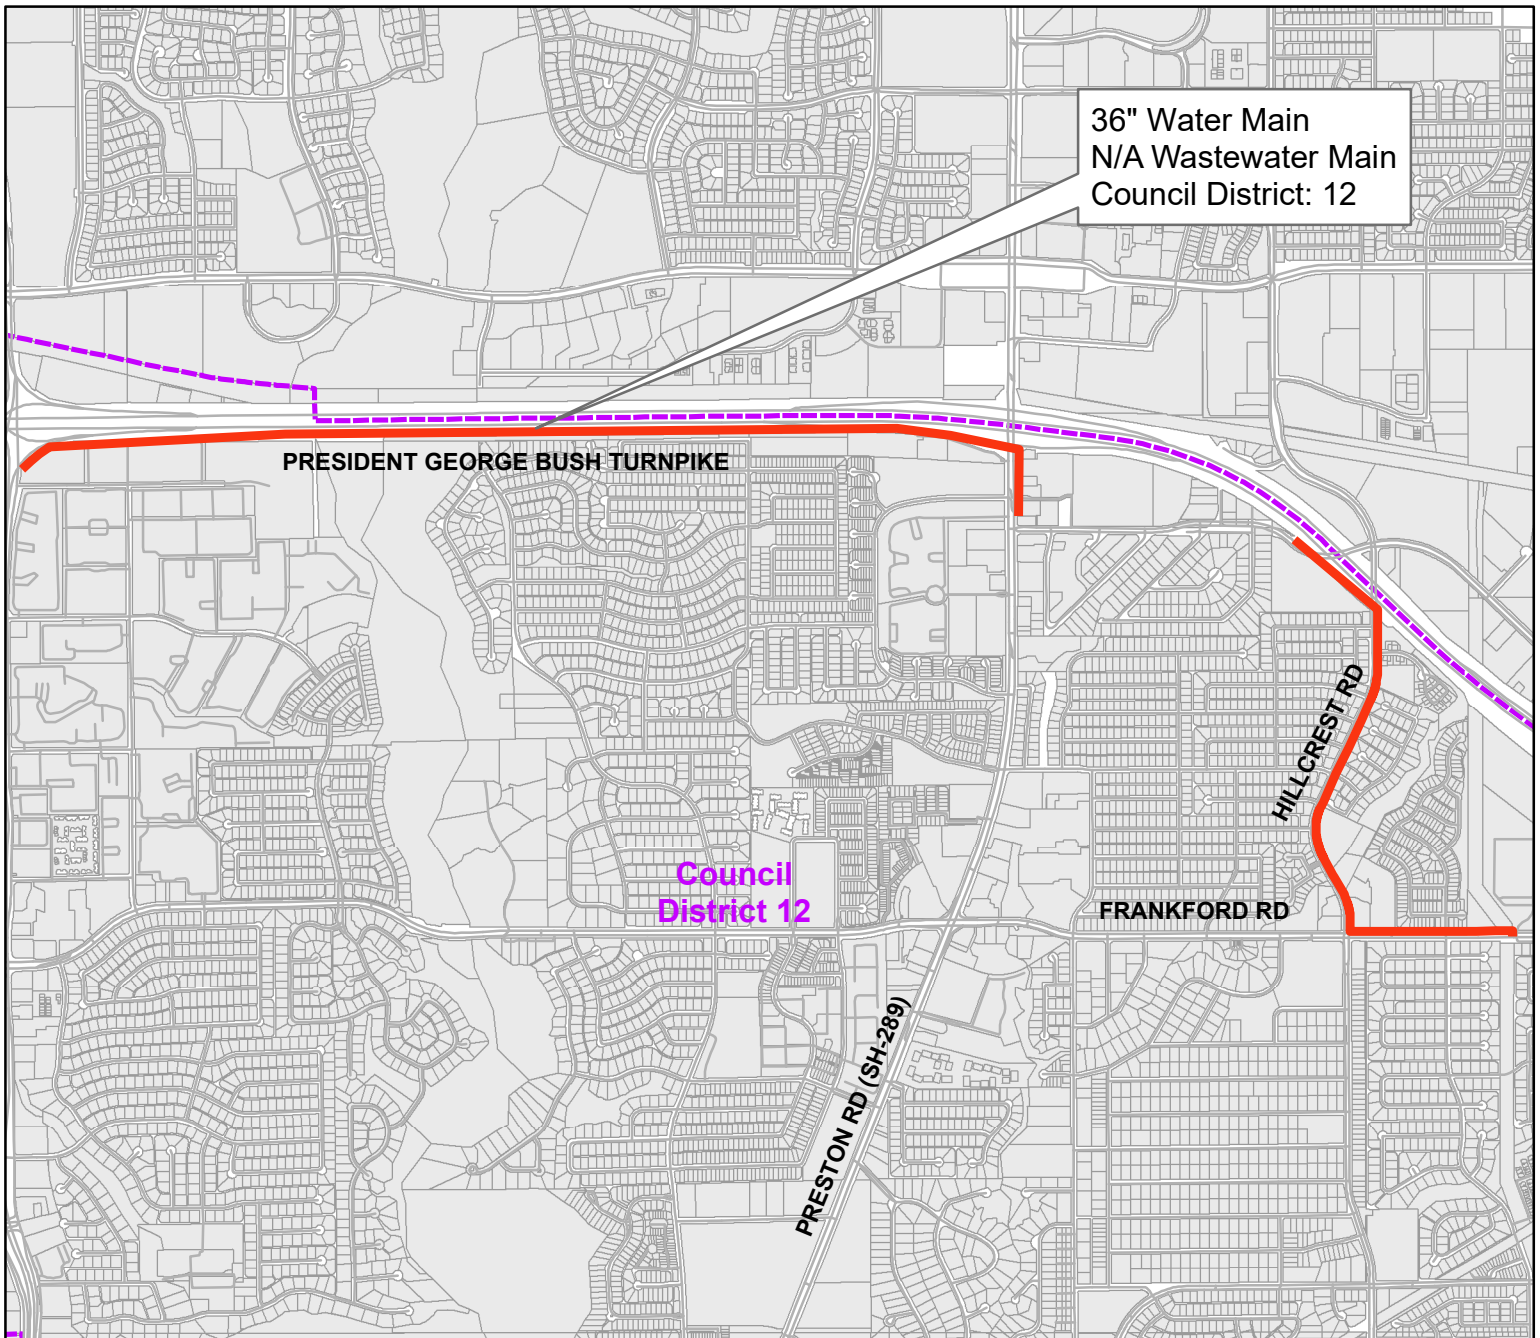 36" Water Main
N/A Wastewater Main
Council District: 12
PRESIDENT GEORGE BUSH TURNPIKE
HILLCREST RD
Council
District 12
FRANKFORD RD
PRESTON RD (SH-289)